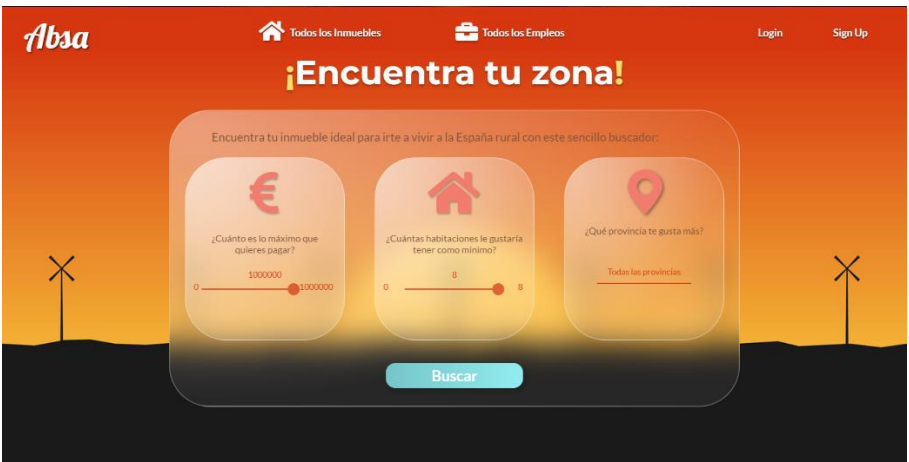 Absa
Todos los Inmuebles
Todos los Empleos
Login
Sign Up
¡Encuentra tu zona!
Encuentra tu inmueble ideal para irte a vivir a la España rural con este sencillo buscador:
€
¿Cuánto es lo máximo que
quieres pagar?
1000000
0
1000000
¿Cuántas habitaciones le gustaría
tener como mínimo?
8
0
8
¿Qué provincia te gusta más?
Todas las provincias
Buscar